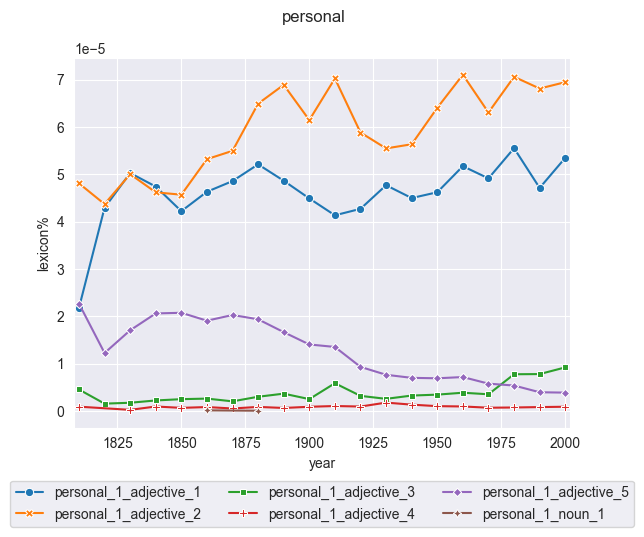 personal
1e−5
7
6
5
4
3
2
1
0
lexicon%
1825 1850 1875 1900 1925 1950 1975 2000
year
personal_1_adjective_1 personal_1_adjective_3 personal_1_adjective_5
personal_1_adjective_2 personal_1_adjective_4 personal_1_noun_1